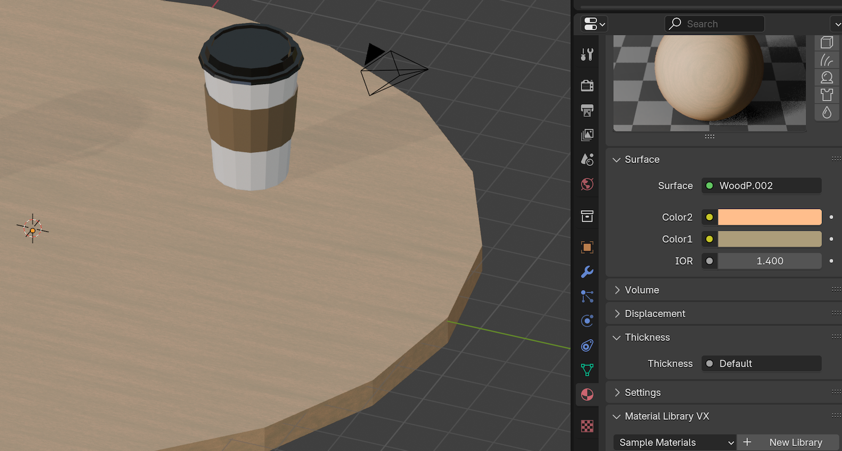 Search
Surface
Surface WoodP.002
Color2
Color1
IOR 1.400
Volume
Displacement
Thickness
Thickness Default
Settings
Material Library VX
Sample Materials + New Library